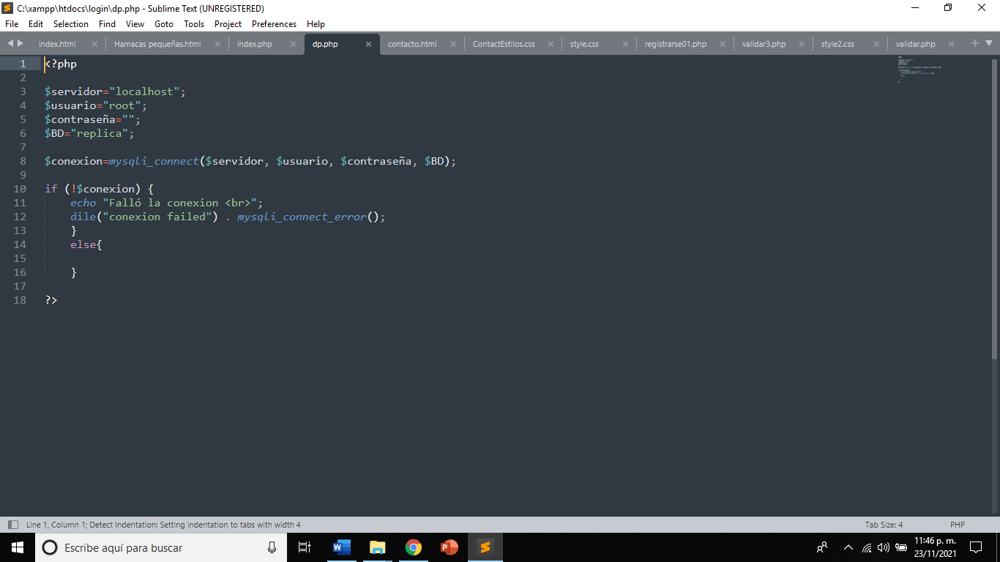 C:\xampp\htdocs\login\dp.php - Sublime Text (UNREGISTERED)
File Edit Selection Find View Goto Tools Project Preferences Help
index.html × Hamacas pequeñas.html × index.php × dp.php × contacto.html × ContactEstilos.css × style.css × registrarse01.php × validar3.php × style2.css × validar.php ×
1 <?php
2
3 $servidor="localhost";
4 $usuario="root";
5 $contraseña="";
6 $BD="replica";
7
8 $conexion=mysqli_connect($servidor, $usuario, $contraseña, $BD);
9
10 if (!$conexion) {
11 echo "Falló la conexion <br>";
12 dile("conexion failed") . mysqli_connect_error();
13 }
14 else{
15
16 }
17
18 ?>
Line 1, Column 1; Detect Indentation: Setting indentation to tabs with width 4 Tab Size: 4 PHP
Escribe aquí para buscar
11:46 p. m.
23/11/2021